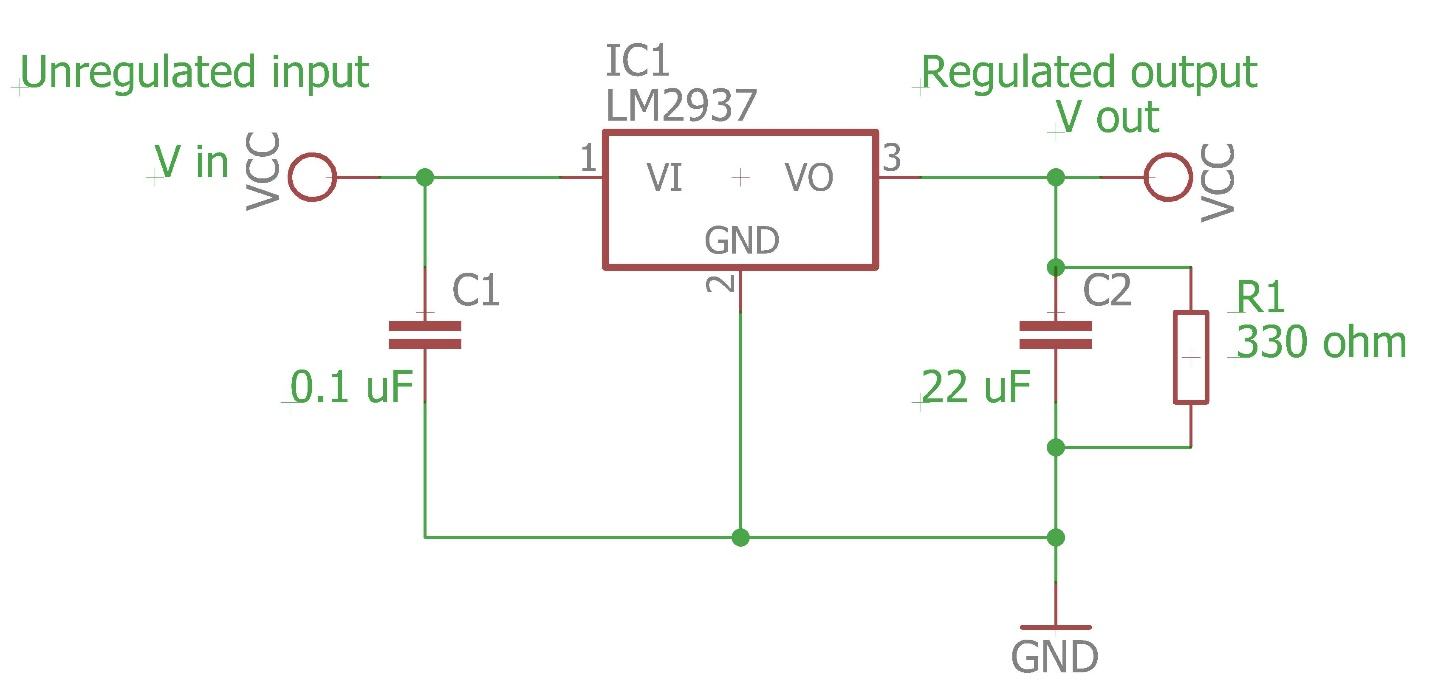 Unregulated input
IC1
LM2937
Regulated output
V out
V in
VCC
1
VI
VO
3
VCC
GND
2
C1
0.1 uF
C2
22 uF
R1
330 ohm
GND